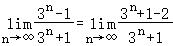 lim n→∞ (3ⁿ−1)/(3ⁿ+1) = lim n→∞ (3ⁿ+1−2)/(3ⁿ+1)